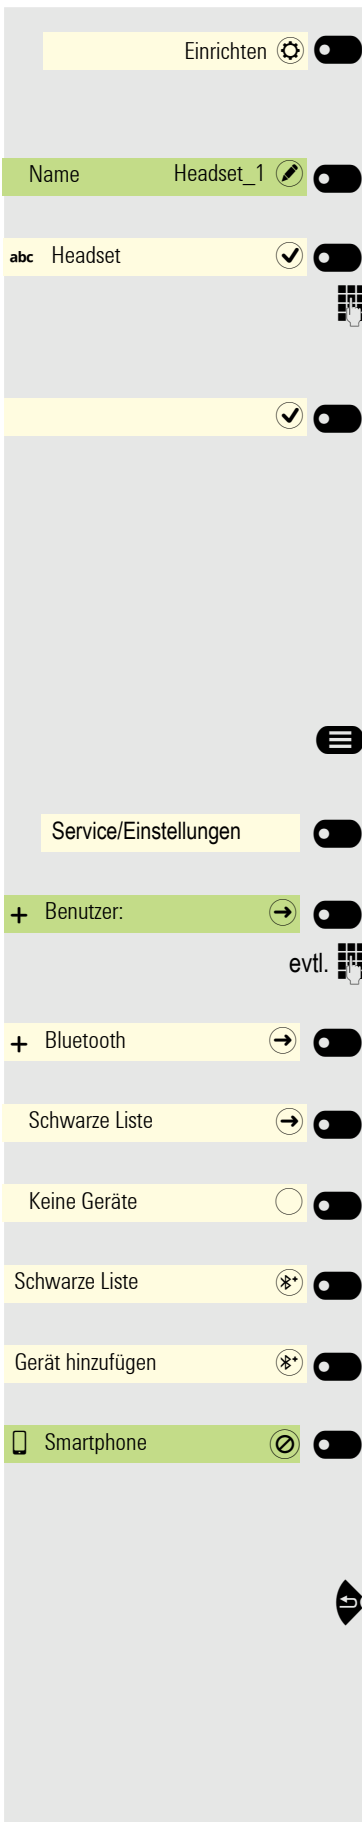 Einrichten
Name Headset_1
abc Headset
Service/Einstellungen
+ Benutzer:
evtl.
+ Bluetooth
Schwarze Liste
Keine Geräte
Schwarze Liste
Gerät hinzufügen
Smartphone